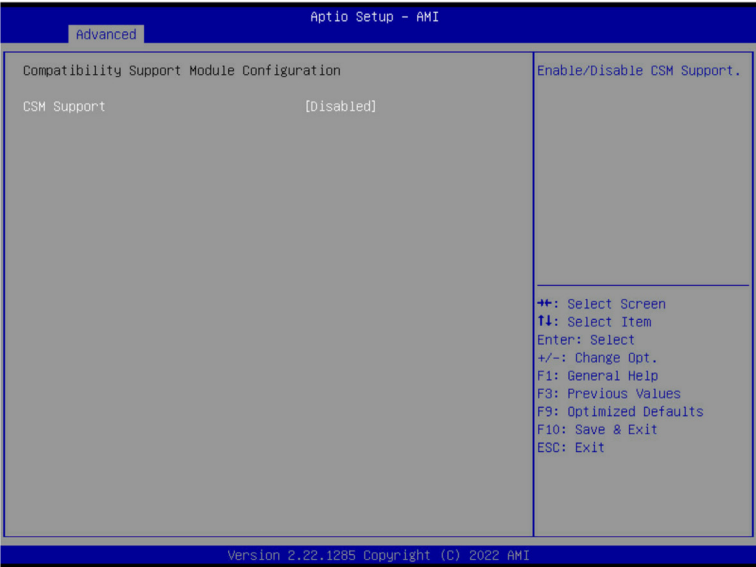 Aptio Setup – AMI
Advanced
Compatibility Support Module Configuration
CSM Support [Disabled]
Enable/Disable CSM Support.
→←: Select Screen
↑↓: Select Item
Enter: Select
+/-: Change Opt.
F1: General Help
F3: Previous Values
F9: Optimized Defaults
F10: Save & Exit
ESC: Exit
Version 2.22.1285 Copyright (C) 2022 AMI